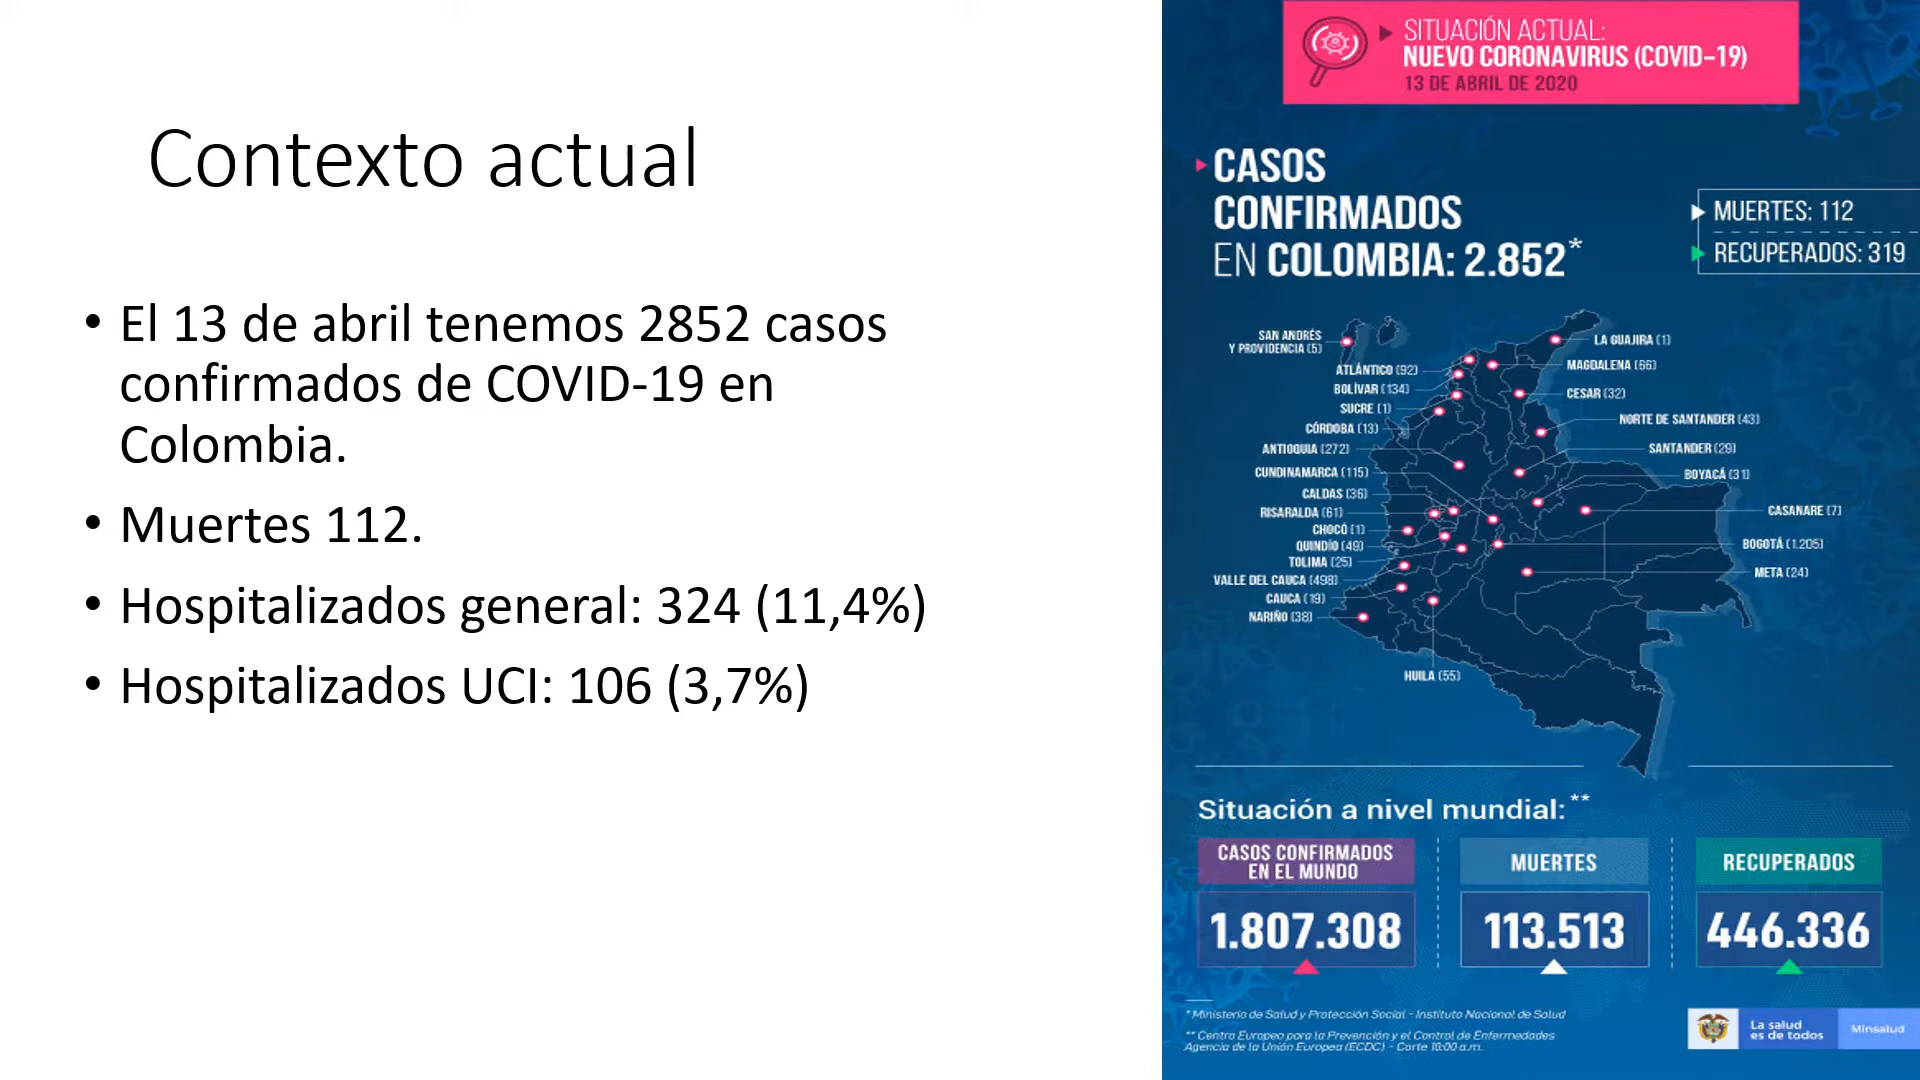 Contexto actual
• El 13 de abril tenemos 2852 casos
confirmados de COVID-19 en
Colombia.
• Muertes 112.
• Hospitalizados general: 324 (11,4%)
• Hospitalizados UCI: 106 (3,7%)
SITUACIÓN ACTUAL:
NUEVO CORONAVIRUS (COVID-19)
13 DE ABRIL DE 2020
CASOS
CONFIRMADOS
EN COLOMBIA: 2.852*
MUERTES: 112
RECUPERADOS: 319
SAN ANDRÉS
Y PROVIDENCIA (5)
ATLÁNTICO (92)
BOLÍVAR (134)
SUCRE (1)
CÓRDOBA (13)
ANTIOQUIA (272)
CUNDINAMARCA (115)
CALDAS (36)
RISARALDA (61)
CHOCÓ (1)
QUINDÍO (49)
TOLIMA (25)
VALLE DEL CAUCA (498)
CAUCA (19)
NARIÑO (38)
HUILA (55)
LA GUAJIRA (1)
MAGDALENA (66)
CESAR (32)
NORTE DE SANTANDER (43)
SANTANDER (29)
BOYACÁ (31)
CASANARE (7)
BOGOTÁ (1.205)
META (24)
Situación a nivel mundial:**
CASOS CONFIRMADOS
EN EL MUNDO
1.807.308
MUERTES
113.513
RECUPERADOS
446.336
* Ministerio de Salud y Protección Social - Instituto Nacional de Salud
** Centro Europeo para la Prevención y el Control de Enfermedades
Agencia de la Unión Europea (ECDC) - Corte 10:00 a.m.
La salud
es de todos
Minsalud